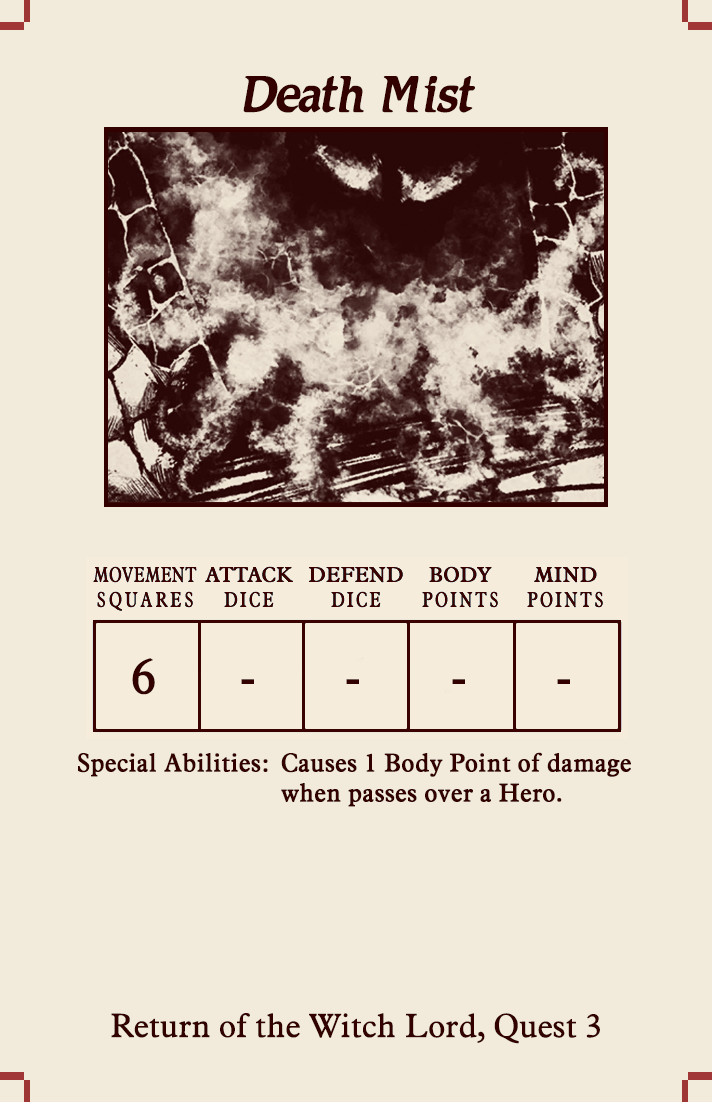 Death Mist
MOVEMENT ATTACK DEFEND BODY MIND
SQUARES DICE DICE POINTS POINTS
6 - - - -
Special Abilities: Causes 1 Body Point of damage
when passes over a Hero.
Return of the Witch Lord, Quest 3